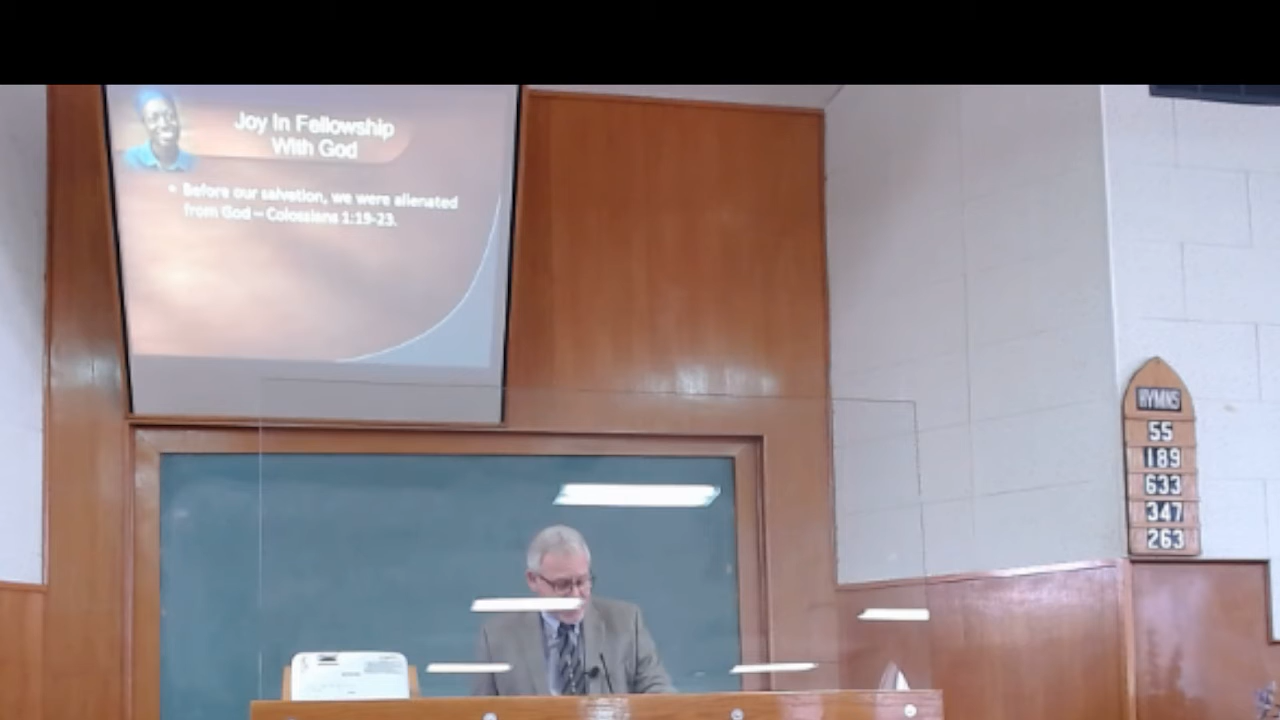 Joy In Fellowship
With God
• Before our salvation, we were alienated
from God – Colossians 1:19-23.
HYMNS
55
189
633
347
263